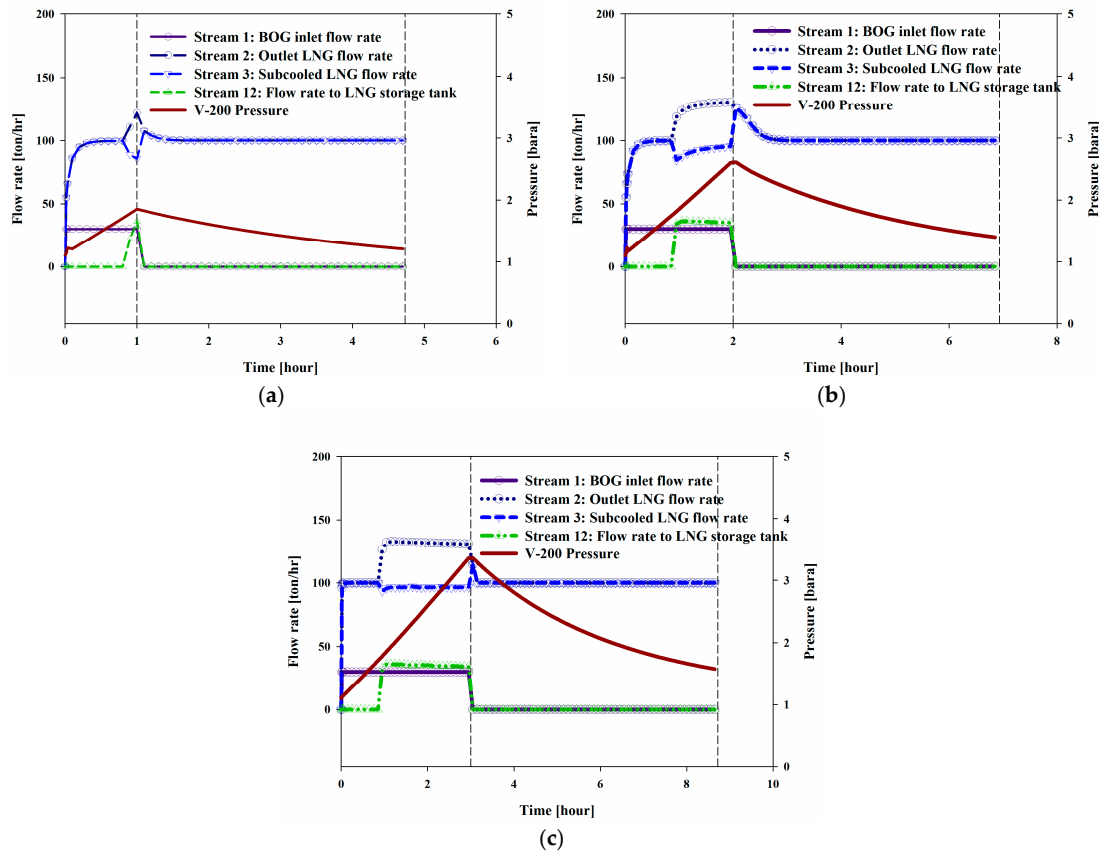 200
150
100
50
0
Flow rate [ton/hr]
Stream 1: BOG inlet flow rate
Stream 2: Outlet LNG flow rate
Stream 3: Subcooled LNG flow rate
Stream 12: Flow rate to LNG storage tank
V-200 Pressure
5
4
3
2
1
0
Pressure [bara]
0 1 2 3 4 5 6
Time [hour]
(a)
200
150
100
50
0
Flow rate [ton/hr]
Stream 1: BOG inlet flow rate
Stream 2: Outlet LNG flow rate
Stream 3: Subcooled LNG flow rate
Stream 12: Flow rate to LNG storage tank
V-200 Pressure
5
4
3
2
1
0
Pressure [bara]
0 2 4 6 8
Time [hour]
(b)
200
150
100
50
0
Flow rate [ton/hr]
Stream 1: BOG inlet flow rate
Stream 2: Outlet LNG flow rate
Stream 3: Subcooled LNG flow rate
Stream 12: Flow rate to LNG storage tank
V-200 Pressure
5
4
3
2
1
0
Pressure [bara]
0 2 4 6 8 10
Time [hour]
(c)